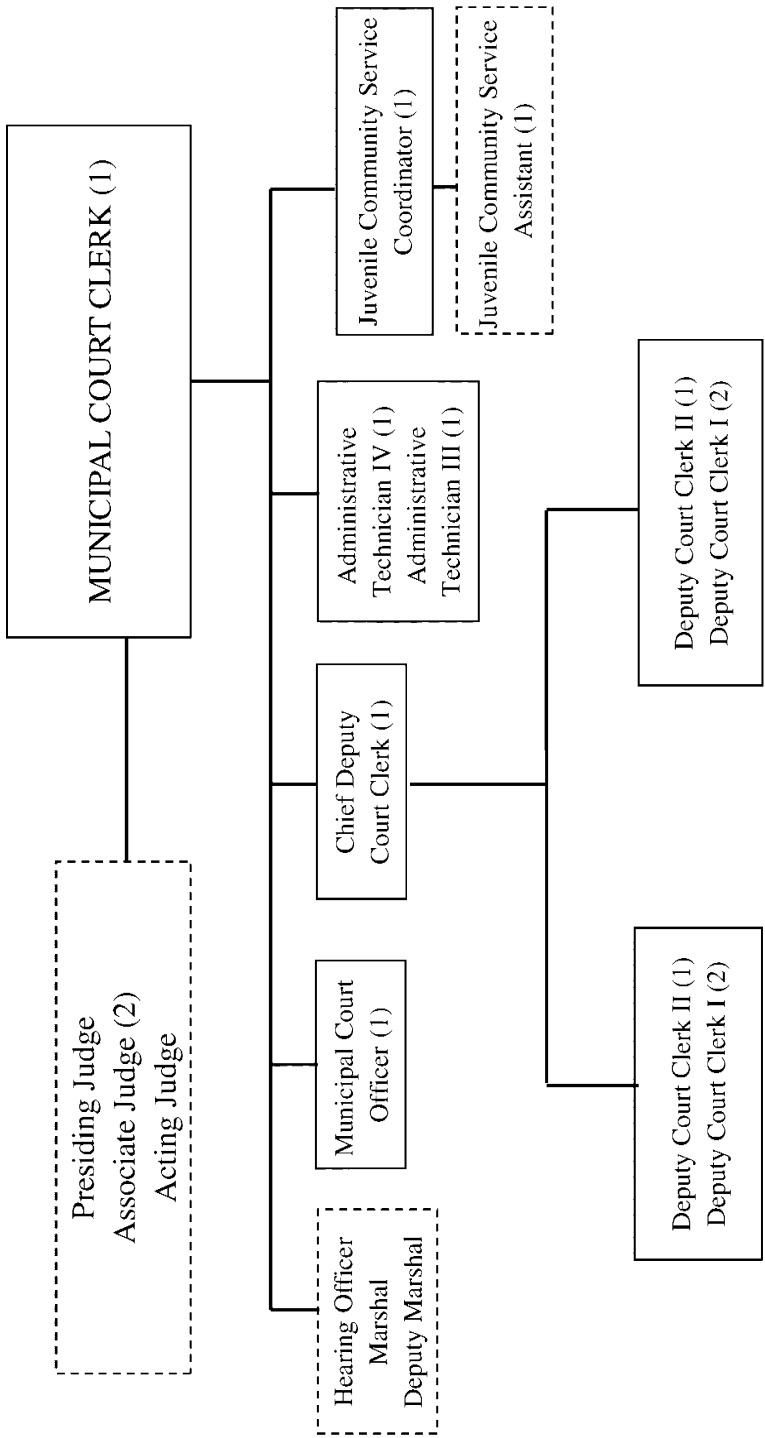 Presiding Judge
Associate Judge (2)
Acting Judge
MUNICIPAL COURT CLERK (1)
Hearing Officer
Marshal
Deputy Marshal
Municipal Court
Officer (1)
Chief Deputy
Court Clerk (1)
Administrative
Technician IV (1)
Administrative
Technician III (1)
Juvenile Community Service
Coordinator (1)
Juvenile Community Service
Assistant (1)
Deputy Court Clerk II (1)
Deputy Court Clerk I (2)
Deputy Court Clerk II (1)
Deputy Court Clerk I (2)